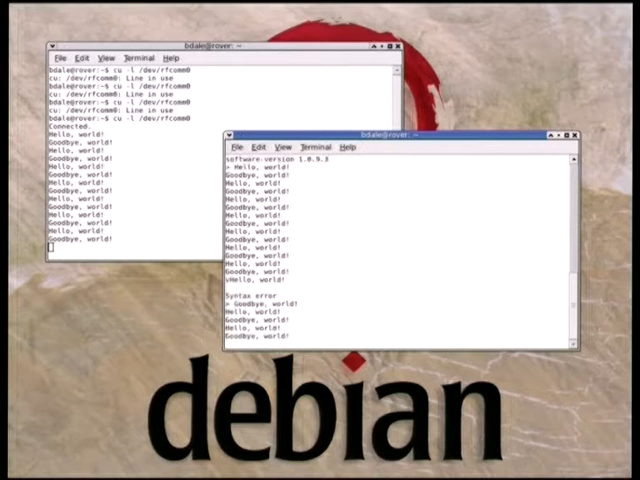 bdale@rover: ~
File Edit View Terminal Help
bdale@rover:~$ cu -l /dev/rfcomm0
cu: /dev/rfcomm0: Line in use
bdale@rover:~$ cu -l /dev/rfcomm0
cu: /dev/rfcomm0: Line in use
bdale@rover:~$ cu -l /dev/rfcomm0
cu: /dev/rfcomm0: Line in use
bdale@rover:~$ cu -l /dev/rfcomm0
Connected.
Hello, world!
Goodbye, world!
Hello, world!
Goodbye, world!
Hello, world!
Goodbye, world!
Hello, world!
Goodbye, world!
Hello, world!
Goodbye, world!
Hello, world!
Goodbye, world!
Hello, world!
Goodbye, world!
bdale@rover: ~
File Edit View Terminal Help
software-version 1.0.9.3
> Hello, world!
Goodbye, world!
Hello, world!
Goodbye, world!
Hello, world!
Goodbye, world!
Hello, world!
Goodbye, world!
Hello, world!
Goodbye, world!
Hello, world!
Goodbye, world!
Hello, world!
Goodbye, world!
vHello, world!
Syntax error
> Goodbye, world!
Hello, world!
Goodbye, world!
Hello, world!
Goodbye, world!
debian